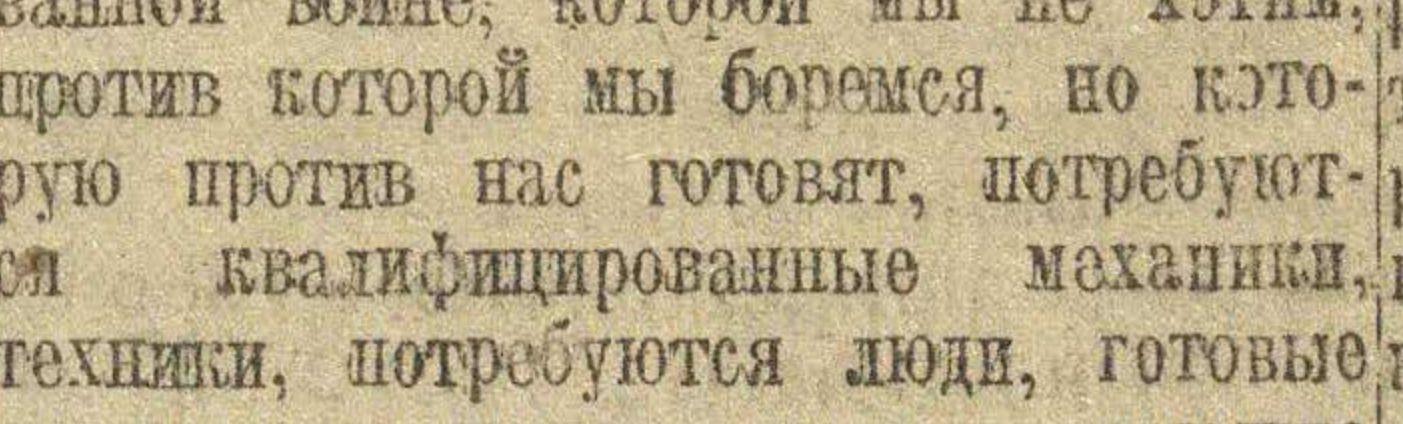 ванной войне, которой мы не хотим,
против которой мы боремся, но кото-
рую против нас готовят, потребуют-
ся квалифицированные механики,
техники, потребуются люди, готовые